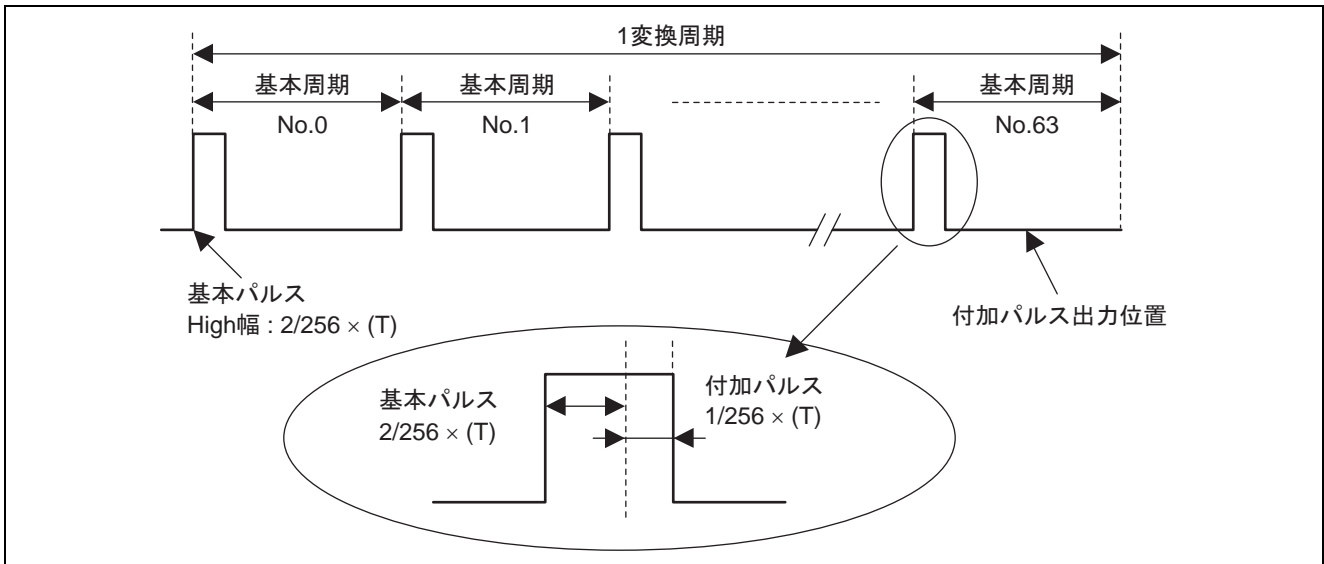 1変換周期
基本周期 基本周期 基本周期
No.0 No.1 No.63
基本パルス
High幅 : 2/256 × (T)
付加パルス出力位置
基本パルス
2/256 × (T)
付加パルス
1/256 × (T)